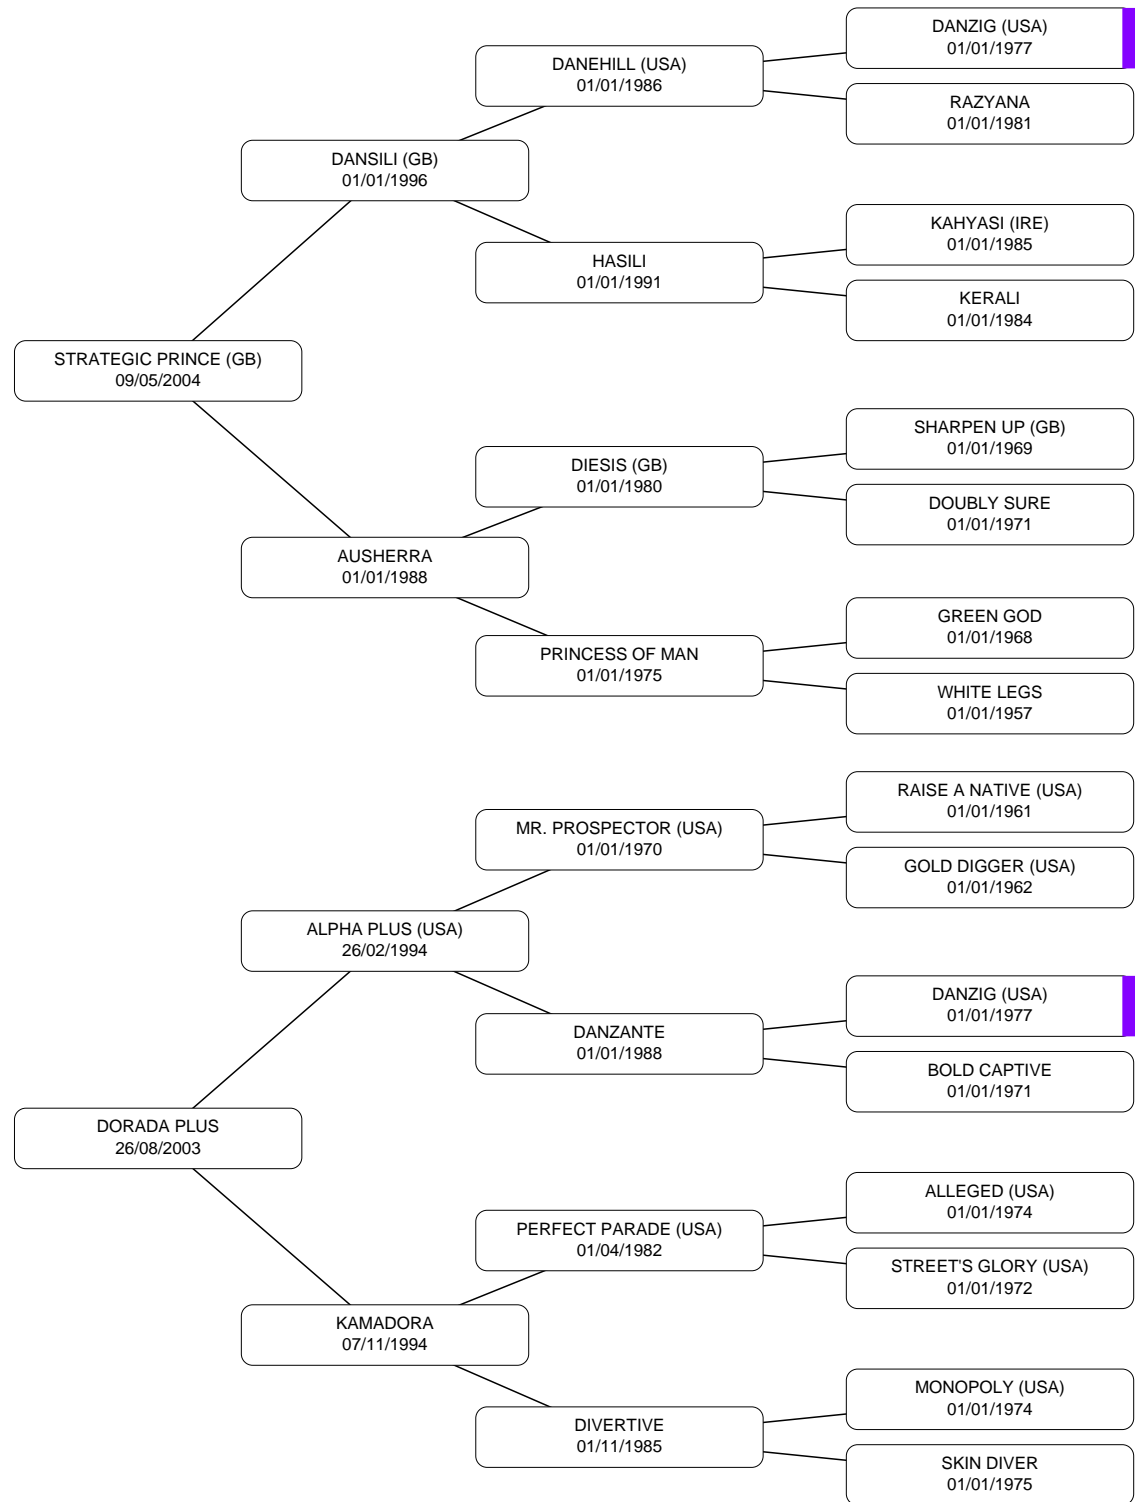 DANZIG (USA)
01/01/1977
DANEHILL (USA)
01/01/1986
RAZYANA
01/01/1981
DANSILI (GB)
01/01/1996
KAHYASI (IRE)
01/01/1985
HASILI
01/01/1991
KERALI
01/01/1984
STRATEGIC PRINCE (GB)
09/05/2004
SHARPEN UP (GB)
01/01/1969
DIESIS (GB)
01/01/1980
DOUBLY SURE
01/01/1971
AUSHERRA
01/01/1988
GREEN GOD
01/01/1968
PRINCESS OF MAN
01/01/1975
WHITE LEGS
01/01/1957
RAISE A NATIVE (USA)
01/01/1961
MR. PROSPECTOR (USA)
01/01/1970
GOLD DIGGER (USA)
01/01/1962
ALPHA PLUS (USA)
26/02/1994
DANZIG (USA)
01/01/1977
DANZANTE
01/01/1988
BOLD CAPTIVE
01/01/1971
DORADA PLUS
26/08/2003
ALLEGED (USA)
01/01/1974
PERFECT PARADE (USA)
01/04/1982
STREET'S GLORY (USA)
01/01/1972
KAMADORA
07/11/1994
MONOPOLY (USA)
01/01/1974
DIVERTIVE
01/11/1985
SKIN DIVER
01/01/1975